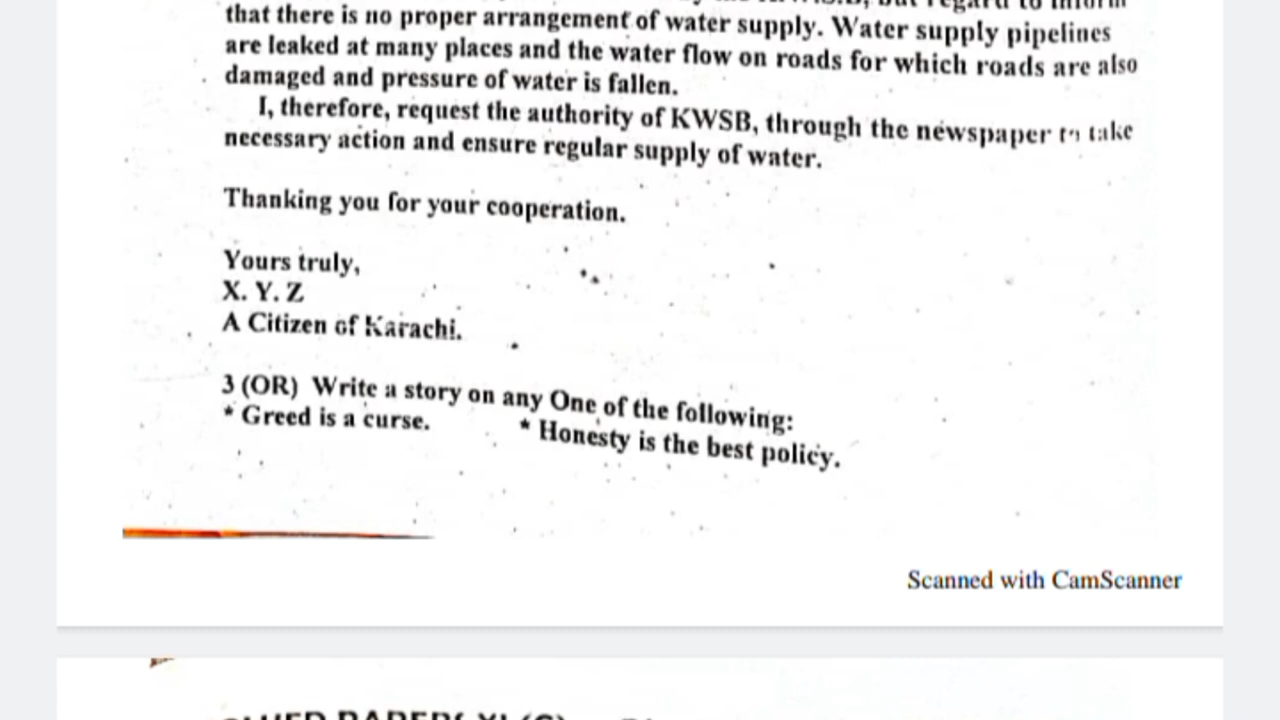 that there is no proper arrangement of water supply. Water supply pipelines
are leaked at many places and the water flow on roads for which roads are also
damaged and pressure of water is fallen.
I, therefore, request the authority of KWSB, through the newspaper to take
necessary action and ensure regular supply of water.
Thanking you for your cooperation.
Yours truly,
X. Y. Z
A Citizen of Karachi.
3 (OR) Write a story on any One of the following:
* Greed is a curse. * Honesty is the best policy.
Scanned with CamScanner